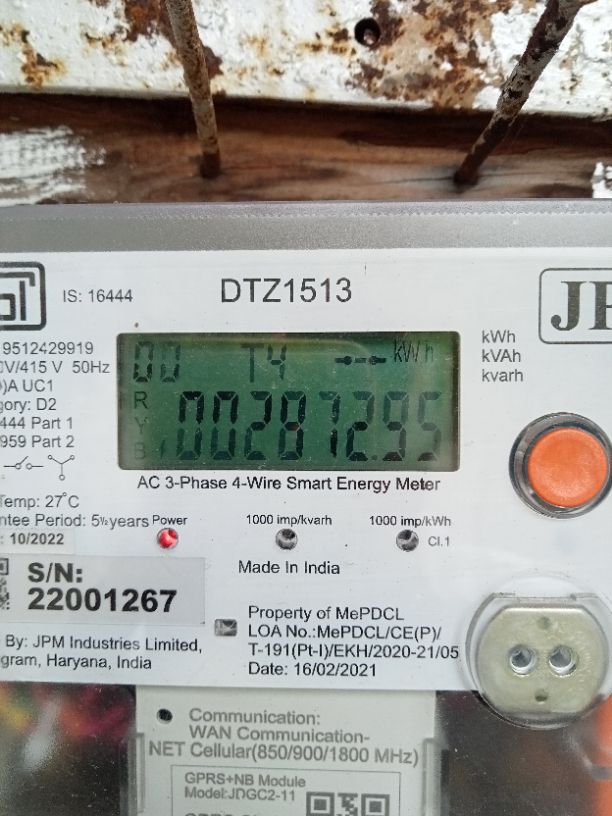 IS: 16444
DTZ1513
JP
9512429919
V/415 V 50Hz
)A UC1
gory: D2
444 Part 1
959 Part 2
Temp: 27°C
ntee Period: 5½years
: 10/2022
00 T4 kWh
R
Y
B
00287295
kWh
kVAh
kvarh
AC 3-Phase 4-Wire Smart Energy Meter
Power
1000 imp/kvarh
1000 imp/kWh
Cl.1
Made In India
S/N:
22001267
By: JPM Industries Limited,
gram, Haryana, India
Property of MePDCL
LOA No.:MePDCL/CE(P)/
T-191(Pt-I)/EKH/2020-21/05
Date: 16/02/2021
Communication:
WAN Communication-
NET Cellular(850/900/1800 MHz)
GPRS+NB Module
Model:JDGC2-11